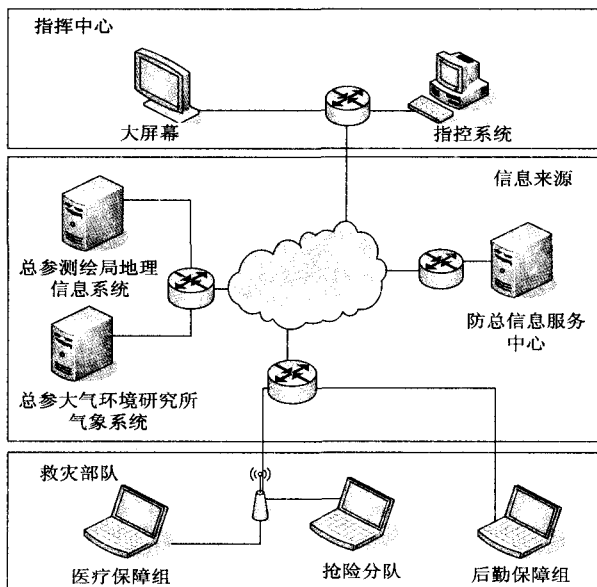 指挥中心
大屏幕
指控系统
信息来源
总参测绘局地理
信息系统
防总信息服务
中心
总参大气环境研究所
气象系统
救灾部队
医疗保障组
抢险分队
后勤保障组